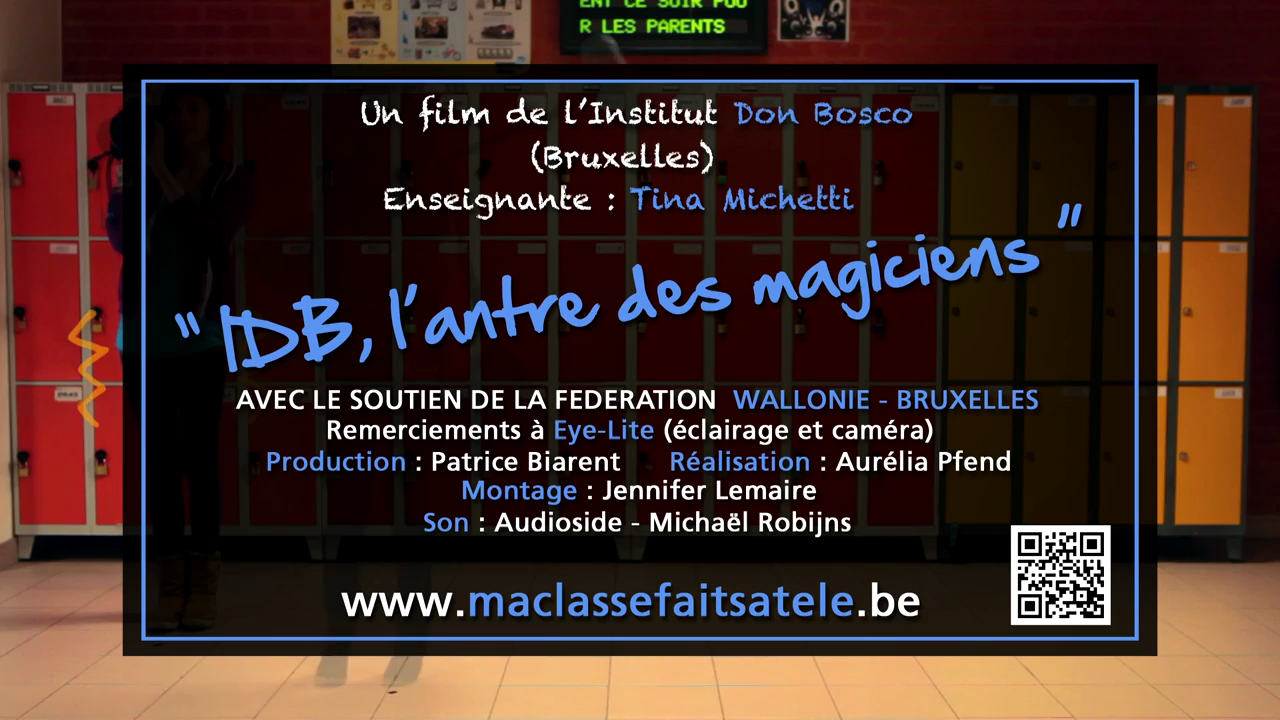 ENT CE SOIR POU
R LES PARENTS
Un film de l'Institut Don Bosco
(Bruxelles)
Enseignante : Tina Michetti
" IDB, l'antre des magiciens "
AVEC LE SOUTIEN DE LA FEDERATION WALLONIE - BRUXELLES
Remerciements à Eye-Lite (éclairage et caméra)
Production : Patrice Biarent Réalisation : Aurélia Pfend
Montage : Jennifer Lemaire
Son : Audioside - Michaël Robijns
www.maclassefaitsatele.be